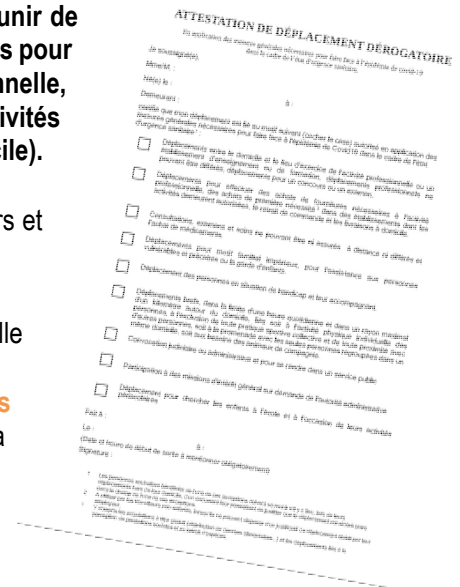 unir de
s pour
nnelle,
ivités
cile).
rs et
lle
s
a
ATTESTATION DE DÉPLACEMENT DÉROGATOIRE
En application des mesures générales nécessaires pour faire face à l'épidémie de covid-19
dans le cadre de l'état d'urgence sanitaire
Je soussigné(e),
Mme/M. :
Né(e) le :
Demeurant :
à :
certifie que mon déplacement est lié au motif suivant (cocher la case) autorisé en application des
mesures générales nécessaires pour faire face à l'épidémie de Covid19 dans le cadre de l'état
d'urgence sanitaire :
Déplacements entre le domicile et le lieu d'exercice de l'activité professionnelle ou un
établissement d'enseignement ou de formation, déplacements professionnels ne
pouvant être différés, déplacements pour un concours ou un examen.
Déplacements pour effectuer des achats de fournitures nécessaires à l'activité
professionnelle, des achats de première nécessité dans des établissements dont les
activités demeurent autorisées, le retrait de commande et les livraisons à domicile.
Consultations, examens et soins ne pouvant être assurés à distance et
l'achat de médicaments.
Déplacements pour motif familial impérieux, pour l'assistance aux personnes
vulnérables et précaires ou la garde d'enfants.
Déplacement des personnes en situation de handicap et leur accompagnant.
Déplacements brefs, dans la limite d'une heure quotidienne et dans un rayon maximal
d'un kilomètre autour du domicile, liés soit à l'activité physique individuelle des
personnes, à l'exclusion de toute pratique sportive collective et de toute proximité avec
d'autres personnes, soit à la promenade avec les seules personnes regroupées dans un
même domicile, soit aux besoins des animaux de compagnie.
Convocation judiciaire ou administrative et pour se rendre dans un service public
Participation à des missions d'intérêt général sur demande de l'autorité administrative
Déplacement pour chercher les enfants à l'école et à l'occasion de leurs activités
périscolaires
Fait à :
Le :
à :
(Date et heure de début de sortie à mentionner obligatoirement)
Signature :